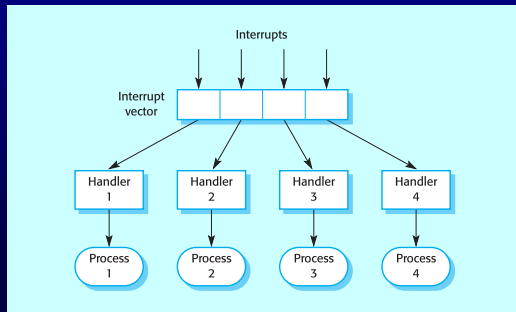 Interrupts
Interrupt
vector
Handler
1
Handler
2
Handler
3
Handler
4
Process
1
Process
2
Process
3
Process
4